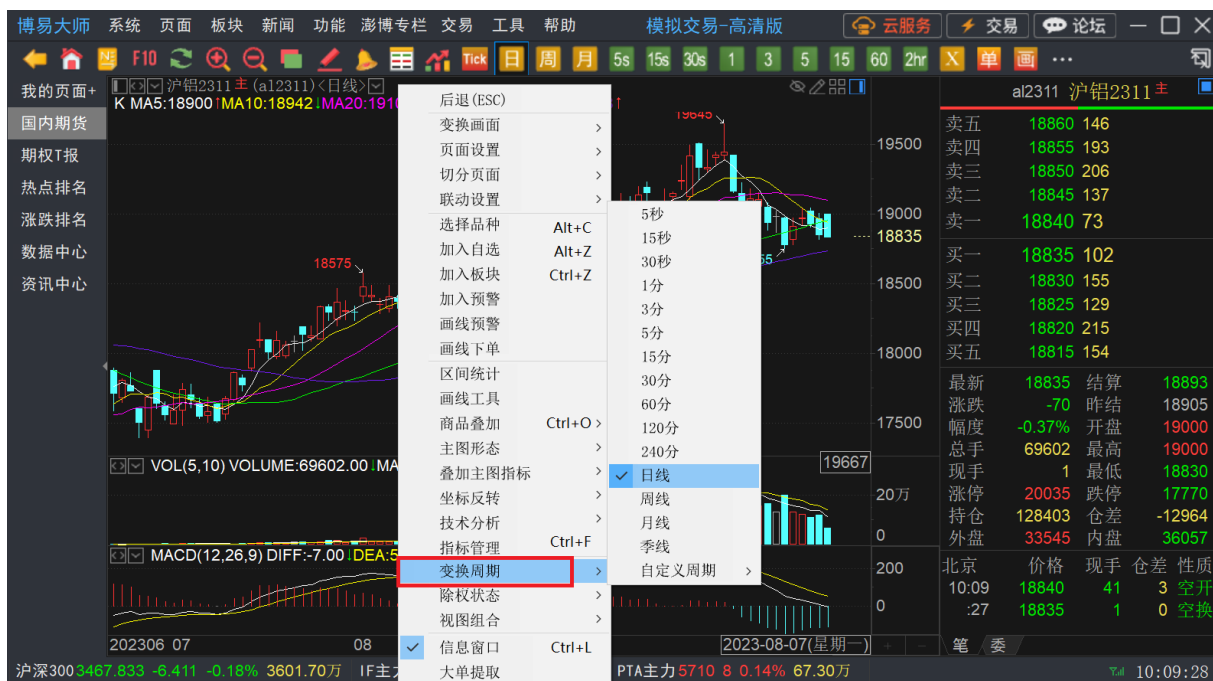 博易大师 系统 页面 板块 新闻 功能 澎博专栏 交易 工具 帮助 模拟交易-高清版 云服务 交易 论坛
F10 Tick 日 周 月 5s 15s 30s 1 3 5 15 60 2hr X 单 画 ...
我的页面+
国内期货
期权T报
热点排名
涨跌排名
数据中心
资讯中心
沪铝2311主(al2311)<日线>
K MA5:18900↑MA10:18942↓MA20:1910
↑
19645
18575
55
19500
19000
18835
18500
18000
17500
VOL(5,10) VOLUME:69602.00↓MA
19667
20万
0
MACD(12,26,9) DIFF:-7.00↓DEA:5
200
0
202306 07 08 2023-08-07(星期一) + -
后退(ESC)
变换画面
页面设置
切分页面
联动设置
选择品种 Alt+C
加入自选 Alt+Z
加入板块 Ctrl+Z
加入预警
画线预警
画线下单
区间统计
画线工具
商品叠加 Ctrl+O
主图形态
叠加主图指标
坐标反转
技术分析
指标管理 Ctrl+F
变换周期
除权状态
视图组合
信息窗口 Ctrl+L
大单提取
5秒
15秒
30秒
1分
3分
5分
15分
30分
60分
120分
240分
日线
周线
月线
季线
自定义周期
al2311 沪铝2311主
卖五 18860 146
卖四 18855 193
卖三 18850 206
卖二 18845 137
卖一 18840 73
买一 18835 102
买二 18830 155
买三 18825 129
买四 18820 215
买五 18815 154
最新 18835 结算 18893
涨跌 -70 昨结 18905
幅度 -0.37% 开盘 19000
总手 69602 最高 19000
现手 1 最低 18830
涨停 20035 跌停 17770
持仓 128403 仓差 -12964
外盘 33545 内盘 36057
北京 价格 现手 仓差 性质
10:09 18840 41 3 空开
:27 18835 1 0 空换
笔 委
沪深300 3467.833 -6.411 -0.18% 3601.70万 IF主 PTA主力 5710 8 0.14% 67.30万 10:09:28